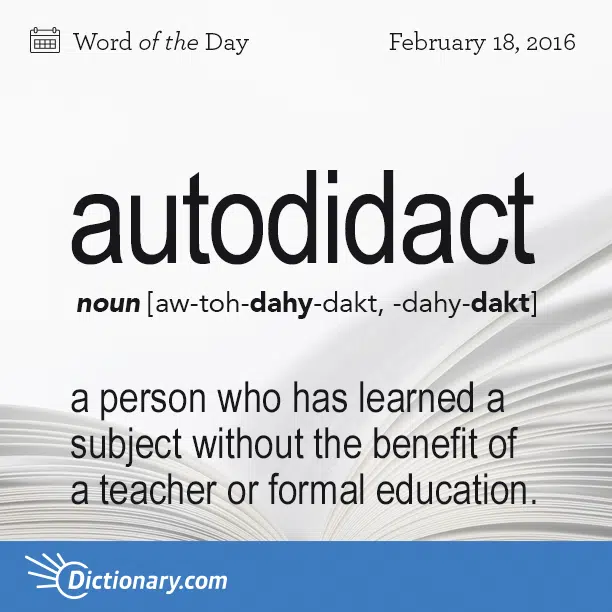 Word of the Day
February 18, 2016
autodidact
noun [aw-toh-dahy-dakt, -dahy-dakt]
a person who has learned a
subject without the benefit of
a teacher or formal education.
Dictionary.com